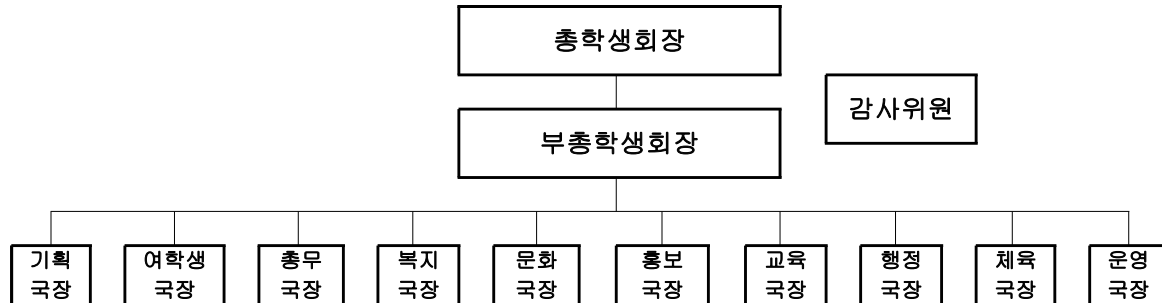 총학생회장
감사위원
부총학생회장
기획
국장
여학생
국장
총무
국장
복지
국장
문화
국장
홍보
국장
교육
국장
행정
국장
체육
국장
운영
국장